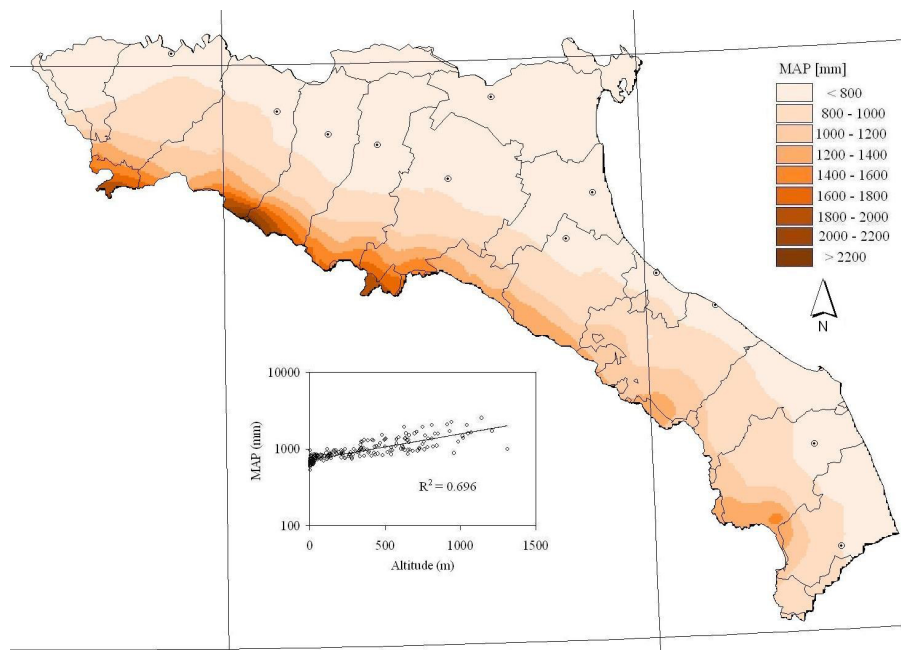 MAP [mm]
< 800
800 - 1000
1000 - 1200
1200 - 1400
1400 - 1600
1600 - 1800
1800 - 2000
2000 - 2200
> 2200
N
10000
1000
100
MAP (mm)
R² = 0.696
0
500
1000
1500
Altitude (m)